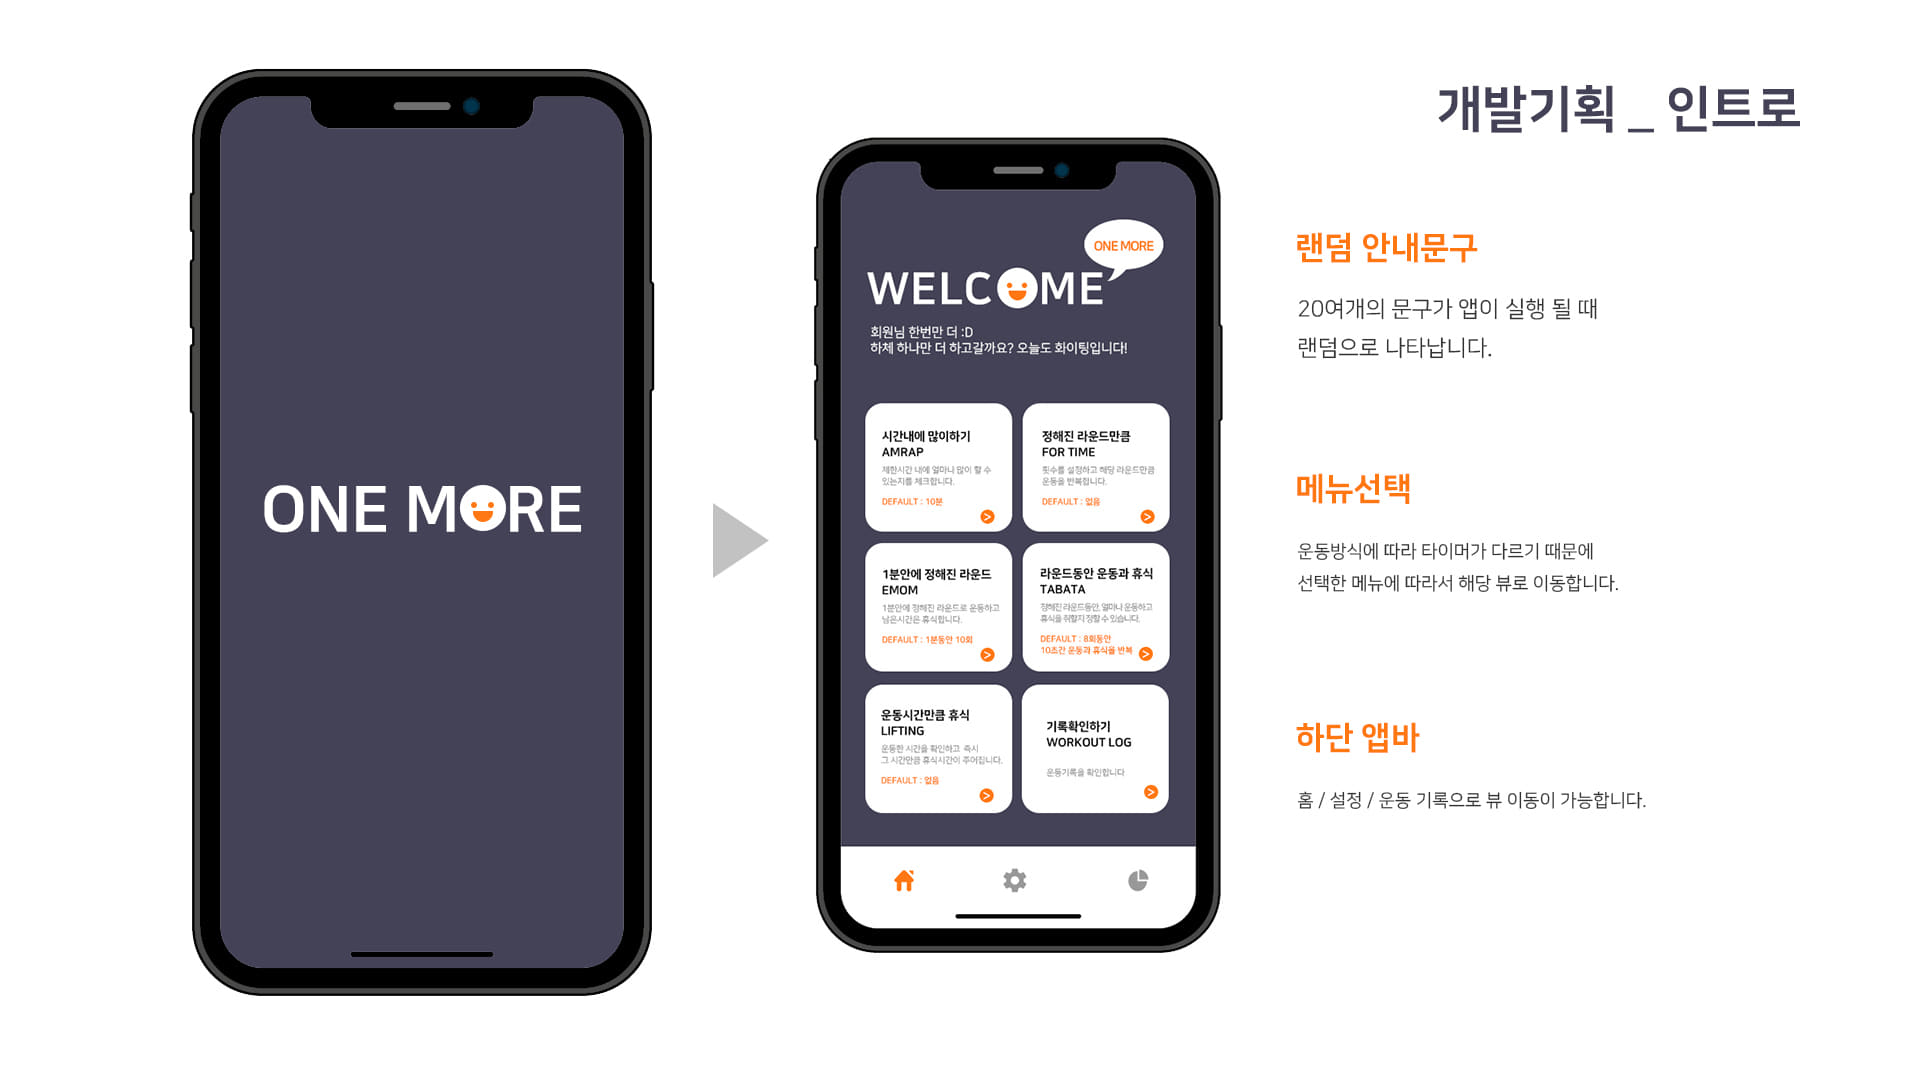 개발기획 _ 인트로
ONE MORE
ONE MORE
WELCOME
회원님 한번만 더 :D
하체 하나만 더 하고갈까요? 오늘도 화이팅입니다!
시간내에 많이하기
AMRAP
제한시간 내에 얼마나 많이 할 수
있는지를 체크합니다.
DEFAULT : 10분
정해진 라운드만큼
FOR TIME
횟수를 설정하고 해당 라운드만큼
운동을 반복합니다.
DEFAULT : 없음
1분안에 정해진 라운드
EMOM
1분안에 정해진 라운드로 운동하고
남은시간은 휴식합니다.
DEFAULT : 1분동안 10회
라운드동안 운동과 휴식
TABATA
정해진 라운드동안, 얼마나 운동하고
휴식을 취할지 정할 수 있습니다.
DEFAULT : 8회동안
10초간 운동과 휴식을 반복
운동시간만큼 휴식
LIFTING
운동한 시간을 확인하고 즉시
그 시간만큼 휴식시간이 주어집니다.
DEFAULT : 없음
기록확인하기
WORKOUT LOG
운동기록을 확인합니다
랜덤 안내문구
20여개의 문구가 앱이 실행 될 때
랜덤으로 나타납니다.
메뉴선택
운동방식에 따라 타이머가 다르기 때문에
선택한 메뉴에 따라서 해당 뷰로 이동합니다.
하단 앱바
홈 / 설정 / 운동 기록으로 뷰 이동이 가능합니다.